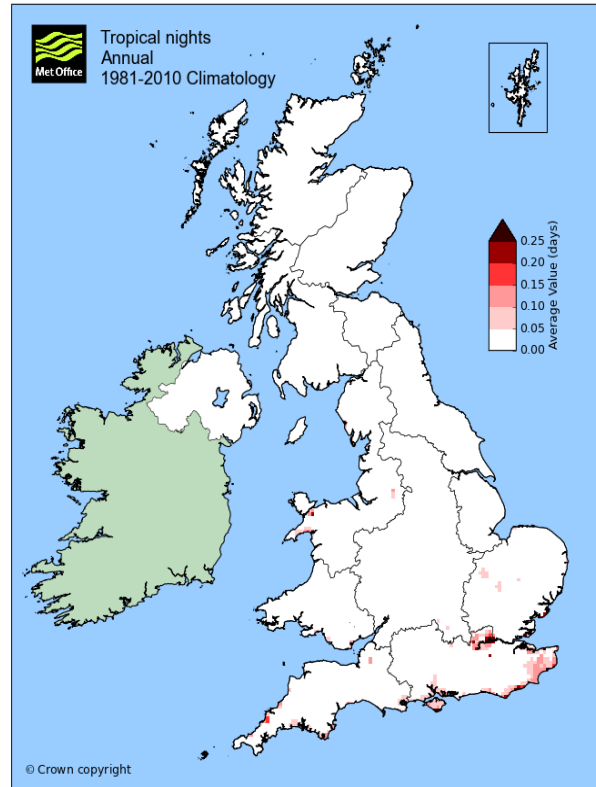 Met Office
Tropical nights
Annual
1981-2010 Climatology
0.25
0.20
0.15
0.10
0.05
0.00
Average Value (days)
© Crown copyright